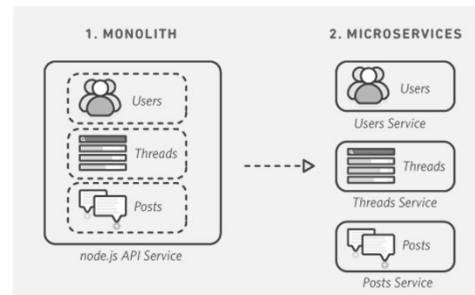 1. MONOLITH
Users
Threads
Posts
node.js API Service
2. MICROSERVICES
Users
Users Service
Threads
Threads Service
Posts
Posts Service